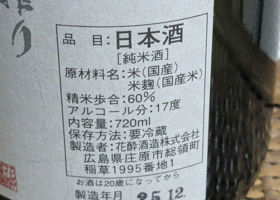 搾り
品目：日本酒
［純米酒］
原材料名：米（国産）
米麹（国産米）
精米歩合：60％
アルコール分：17度
内容量：720ml
保存方法：要冷蔵
製造者：花酔酒造株式会社
広島県庄原市総領町
稲草1995番地1
お酒は20歳になってから
製造年月 25.12